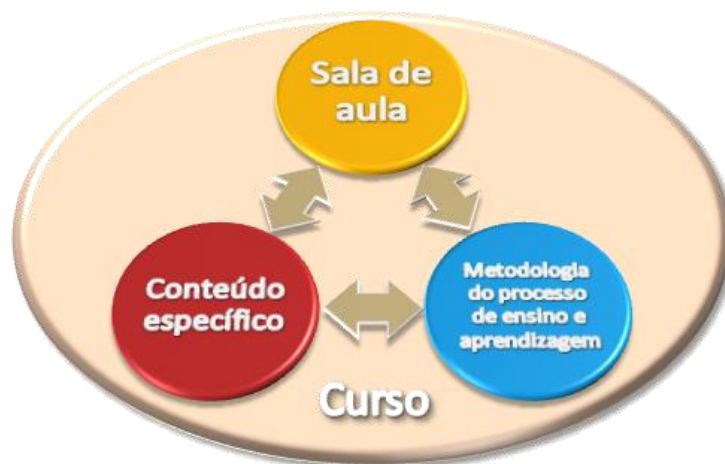 Sala de
aula
Conteúdo
específico
Metodologia
do processo
de ensino e
aprendizagem
Curso